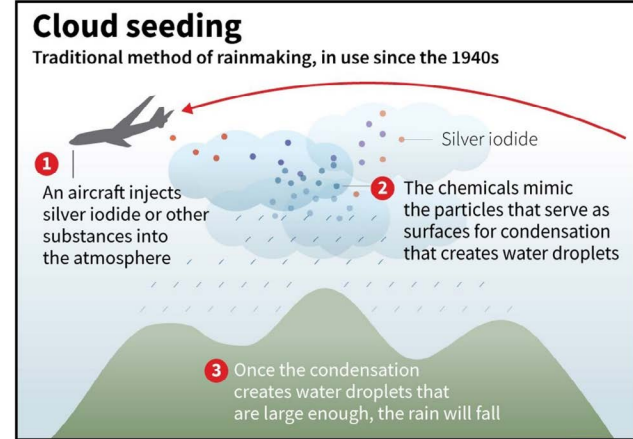 Cloud seeding
Traditional method of rainmaking, in use since the 1940s
Silver iodide
1
An aircraft injects
silver iodide or other
substances into
the atmosphere
2
The chemicals mimic
the particles that serve as
surfaces for condensation
that creates water droplets
3 Once the condensation
creates water droplets that
are large enough, the rain will fall